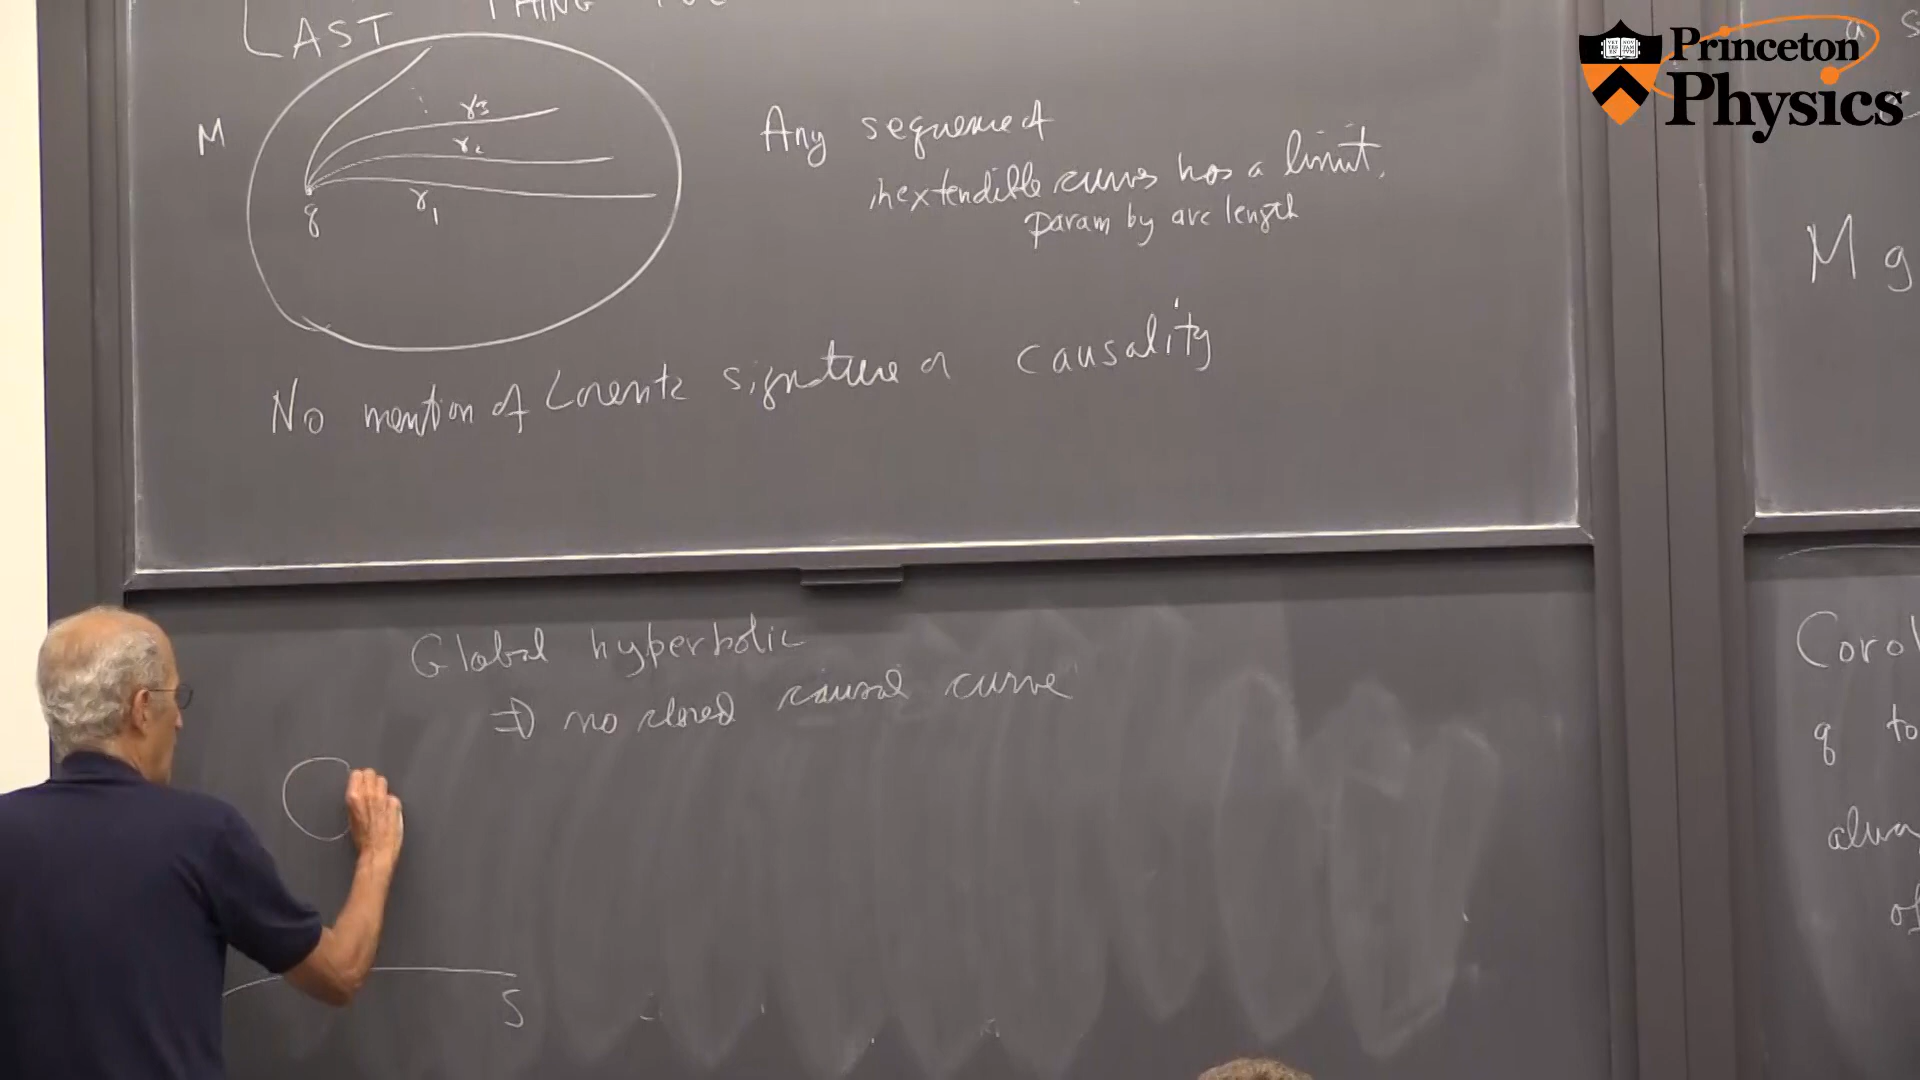 LAST THING
M
γ3
γ2
γ1
q
Any sequence of
inextendible curves has a limit.
param by arc length
No mention of Lorentz signature or causality
Global hyperbolic
⇒ no closed causal curve
S
a s
M g
Corol
q to
alwa
of
Princeton
Physics